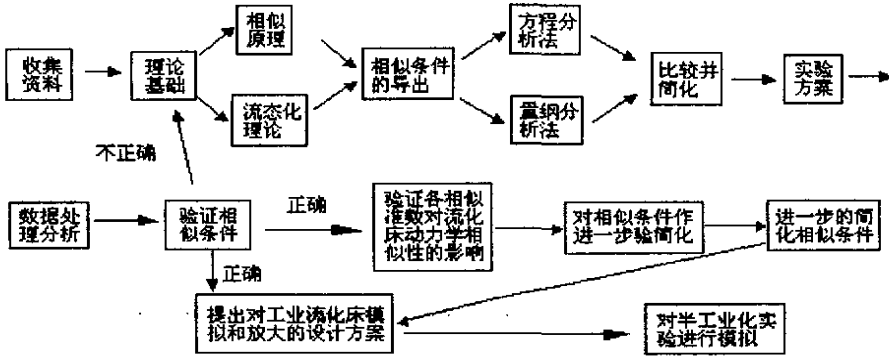 收集
资料
理论
基础
相似
原理
流态化
理论
相似条件
的导出
方程分
析法
量纲分
析法
比较并
简化
实验
方案
不正确
数据处
理分析
验证相
似条件
正确
正确
验证各相似
准数对流化
床动力学相
似性的影响
对相似条件作
进一步验简化
进一步的简
化相似条件
提出对工业流化床模
拟和放大的设计方案
对半工业化实
验进行模拟